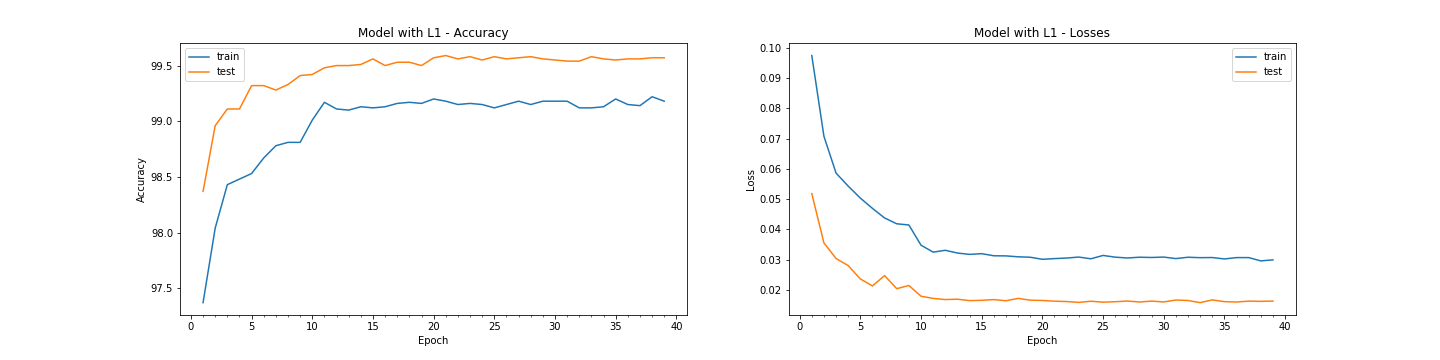 Model with L1 - Accuracy
train
test
99.5
99.0
98.5
98.0
97.5
Accuracy
0 5 10 15 20 25 30 35 40
Epoch
Model with L1 - Losses
train
test
0.10
0.09
0.08
0.07
0.06
0.05
0.04
0.03
0.02
Loss
0 5 10 15 20 25 30 35 40
Epoch